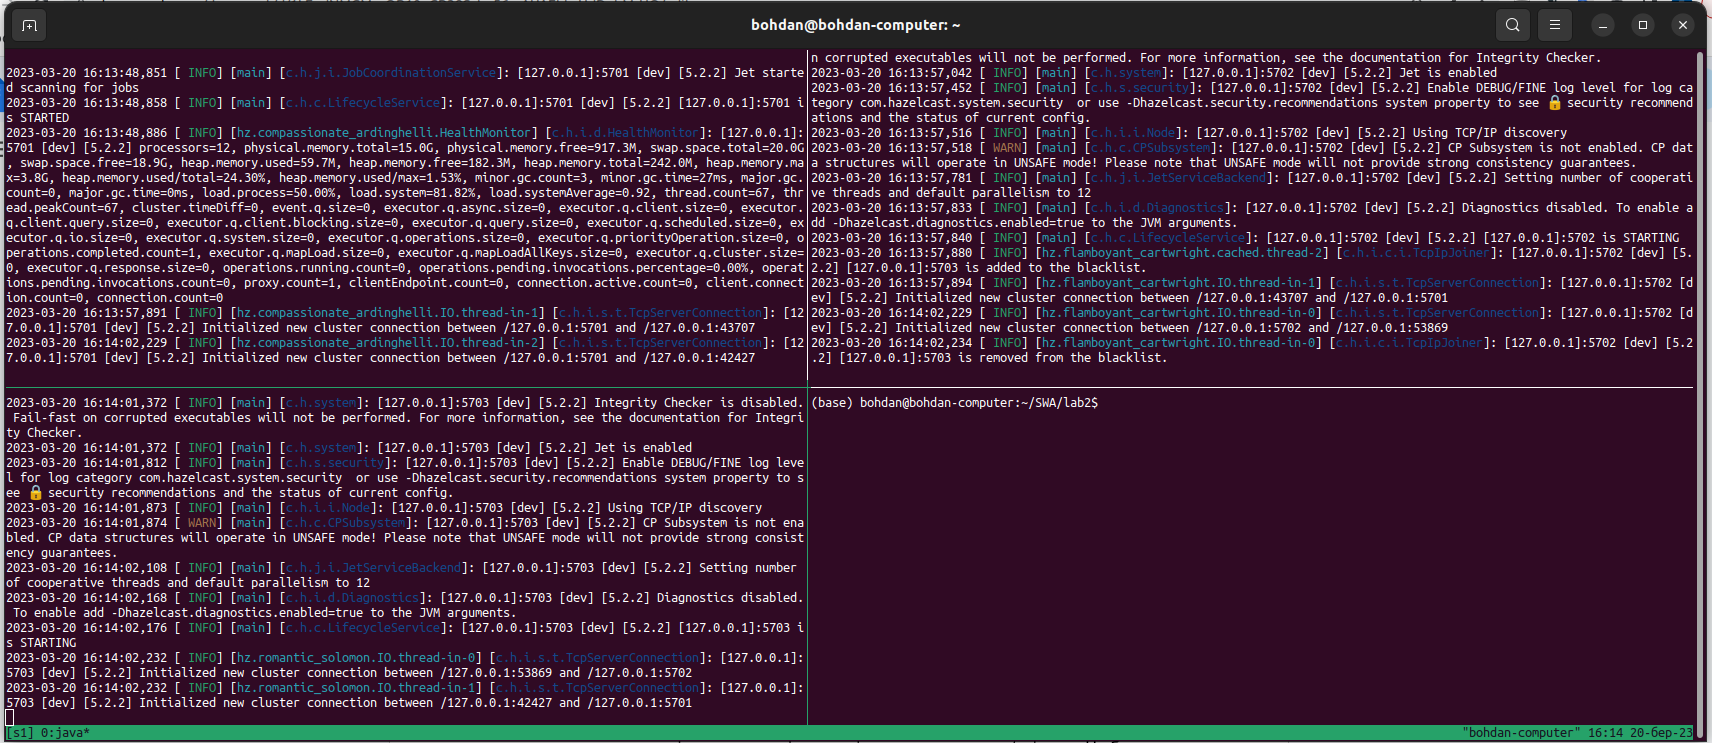 bohdan@bohdan-computer: ~
2023-03-20 16:13:48,851 [ INFO] [main] [c.h.j.i.JobCoordinationService]: [127.0.0.1]:5701 [dev] [5.2.2] Jet starte
d scanning for jobs
2023-03-20 16:13:48,858 [ INFO] [main] [c.h.c.LifecycleService]: [127.0.0.1]:5701 [dev] [5.2.2] [127.0.0.1]:5701 i
s STARTED
2023-03-20 16:13:48,886 [ INFO] [hz.compassionate_ardinghelli.HealthMonitor] [c.h.i.d.HealthMonitor]: [127.0.0.1]:
5701 [dev] [5.2.2] processors=12, physical.memory.total=15.0G, physical.memory.free=917.3M, swap.space.total=20.0G
, swap.space.free=18.9G, heap.memory.used=59.7M, heap.memory.free=182.3M, heap.memory.total=242.0M, heap.memory.ma
x=3.8G, heap.memory.used/total=24.30%, heap.memory.used/max=1.53%, minor.gc.count=3, minor.gc.time=27ms, major.gc.
count=0, major.gc.time=0ms, load.process=50.00%, load.system=81.82%, load.systemAverage=0.92, thread.count=67, thr
ead.peakCount=67, cluster.timeDiff=0, event.q.size=0, executor.q.async.size=0, executor.q.client.size=0, executor.
q.client.query.size=0, executor.q.client.blocking.size=0, executor.q.query.size=0, executor.q.scheduled.size=0, ex
ecutor.q.io.size=0, executor.q.system.size=0, executor.q.operations.size=0, executor.q.priorityOperation.size=0, o
perations.completed.count=1, executor.q.mapLoad.size=0, executor.q.mapLoadAllKeys.size=0, executor.q.cluster.size=
0, executor.q.response.size=0, operations.running.count=0, operations.pending.invocations.percentage=0.00%, operat
ions.pending.invocations.count=0, proxy.count=1, clientEndpoint.count=0, connection.active.count=0, client.connect
ion.count=0, connection.count=0
2023-03-20 16:13:57,891 [ INFO] [hz.compassionate_ardinghelli.IO.thread-in-1] [c.h.i.s.t.TcpServerConnection]: [12
7.0.0.1]:5701 [dev] [5.2.2] Initialized new cluster connection between /127.0.0.1:5701 and /127.0.0.1:43707
2023-03-20 16:14:02,229 [ INFO] [hz.compassionate_ardinghelli.IO.thread-in-2] [c.h.i.s.t.TcpServerConnection]: [12
7.0.0.1]:5701 [dev] [5.2.2] Initialized new cluster connection between /127.0.0.1:5701 and /127.0.0.1:42427
n corrupted executables will not be performed. For more information, see the documentation for Integrity Checker.
2023-03-20 16:13:57,042 [ INFO] [main] [c.h.system]: [127.0.0.1]:5702 [dev] [5.2.2] Jet is enabled
2023-03-20 16:13:57,452 [ INFO] [main] [c.h.s.security]: [127.0.0.1]:5702 [dev] [5.2.2] Enable DEBUG/FINE log level for log ca
tegory com.hazelcast.system.security  or use -Dhazelcast.security.recommendations system property to see 🔒 security recommend
ations and the status of current config.
2023-03-20 16:13:57,516 [ INFO] [main] [c.h.i.i.Node]: [127.0.0.1]:5702 [dev] [5.2.2] Using TCP/IP discovery
2023-03-20 16:13:57,518 [ WARN] [main] [c.h.c.CPSubsystem]: [127.0.0.1]:5702 [dev] [5.2.2] CP Subsystem is not enabled. CP dat
a structures will operate in UNSAFE mode! Please note that UNSAFE mode will not provide strong consistency guarantees.
2023-03-20 16:13:57,781 [ INFO] [main] [c.h.j.i.JetServiceBackend]: [127.0.0.1]:5702 [dev] [5.2.2] Setting number of cooperati
ve threads and default parallelism to 12
2023-03-20 16:13:57,833 [ INFO] [main] [c.h.i.d.Diagnostics]: [127.0.0.1]:5702 [dev] [5.2.2] Diagnostics disabled. To enable a
dd -Dhazelcast.diagnostics.enabled=true to the JVM arguments.
2023-03-20 16:13:57,840 [ INFO] [main] [c.h.c.LifecycleService]: [127.0.0.1]:5702 [dev] [5.2.2] [127.0.0.1]:5702 is STARTING
2023-03-20 16:13:57,880 [ INFO] [hz.flamboyant_cartwright.cached.thread-2] [c.h.i.c.i.TcpIpJoiner]: [127.0.0.1]:5702 [dev] [5.
2.2] [127.0.0.1]:5703 is added to the blacklist.
2023-03-20 16:13:57,894 [ INFO] [hz.flamboyant_cartwright.IO.thread-in-1] [c.h.i.s.t.TcpServerConnection]: [127.0.0.1]:5702 [d
ev] [5.2.2] Initialized new cluster connection between /127.0.0.1:43707 and /127.0.0.1:5701
2023-03-20 16:14:02,229 [ INFO] [hz.flamboyant_cartwright.IO.thread-in-0] [c.h.i.s.t.TcpServerConnection]: [127.0.0.1]:5702 [d
ev] [5.2.2] Initialized new cluster connection between /127.0.0.1:5702 and /127.0.0.1:53869
2023-03-20 16:14:02,234 [ INFO] [hz.flamboyant_cartwright.IO.thread-in-0] [c.h.i.c.i.TcpIpJoiner]: [127.0.0.1]:5702 [dev] [5.2
.2] [127.0.0.1]:5703 is removed from the blacklist.
2023-03-20 16:14:01,372 [ INFO] [main] [c.h.system]: [127.0.0.1]:5703 [dev] [5.2.2] Integrity Checker is disabled.
 Fail-fast on corrupted executables will not be performed. For more information, see the documentation for Integri
ty Checker.
2023-03-20 16:14:01,372 [ INFO] [main] [c.h.system]: [127.0.0.1]:5703 [dev] [5.2.2] Jet is enabled
2023-03-20 16:14:01,812 [ INFO] [main] [c.h.s.security]: [127.0.0.1]:5703 [dev] [5.2.2] Enable DEBUG/FINE log leve
l for log category com.hazelcast.system.security  or use -Dhazelcast.security.recommendations system property to s
ee 🔒 security recommendations and the status of current config.
2023-03-20 16:14:01,873 [ INFO] [main] [c.h.i.i.Node]: [127.0.0.1]:5703 [dev] [5.2.2] Using TCP/IP discovery
2023-03-20 16:14:01,874 [ WARN] [main] [c.h.c.CPSubsystem]: [127.0.0.1]:5703 [dev] [5.2.2] CP Subsystem is not ena
bled. CP data structures will operate in UNSAFE mode! Please note that UNSAFE mode will not provide strong consist
ency guarantees.
2023-03-20 16:14:02,108 [ INFO] [main] [c.h.j.i.JetServiceBackend]: [127.0.0.1]:5703 [dev] [5.2.2] Setting number
of cooperative threads and default parallelism to 12
2023-03-20 16:14:02,168 [ INFO] [main] [c.h.i.d.Diagnostics]: [127.0.0.1]:5703 [dev] [5.2.2] Diagnostics disabled.
 To enable add -Dhazelcast.diagnostics.enabled=true to the JVM arguments.
2023-03-20 16:14:02,176 [ INFO] [main] [c.h.c.LifecycleService]: [127.0.0.1]:5703 [dev] [5.2.2] [127.0.0.1]:5703 i
s STARTING
2023-03-20 16:14:02,232 [ INFO] [hz.romantic_solomon.IO.thread-in-0] [c.h.i.s.t.TcpServerConnection]: [127.0.0.1]:
5703 [dev] [5.2.2] Initialized new cluster connection between /127.0.0.1:53869 and /127.0.0.1:5702
2023-03-20 16:14:02,232 [ INFO] [hz.romantic_solomon.IO.thread-in-1] [c.h.i.s.t.TcpServerConnection]: [127.0.0.1]:
5703 [dev] [5.2.2] Initialized new cluster connection between /127.0.0.1:42427 and /127.0.0.1:5701
(base) bohdan@bohdan-computer:~/SWA/lab2$
[s1] 0:java*
"bohdan-computer" 16:14 20-бер-23